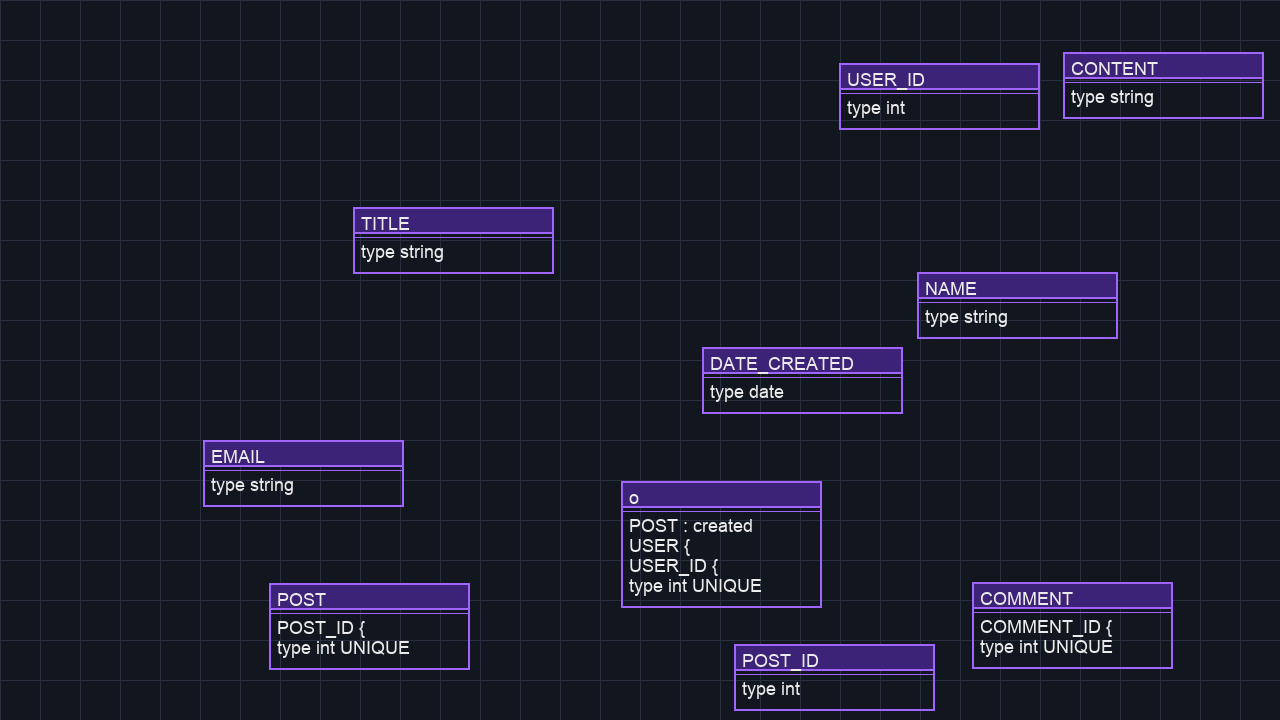 USER_ID
type int
CONTENT
type string
TITLE
type string
NAME
type string
DATE_CREATED
type date
EMAIL
type string
o
POST : created
USER {
USER_ID {
type int UNIQUE
POST
POST_ID {
type int UNIQUE
COMMENT
COMMENT_ID {
type int UNIQUE
POST_ID
type int